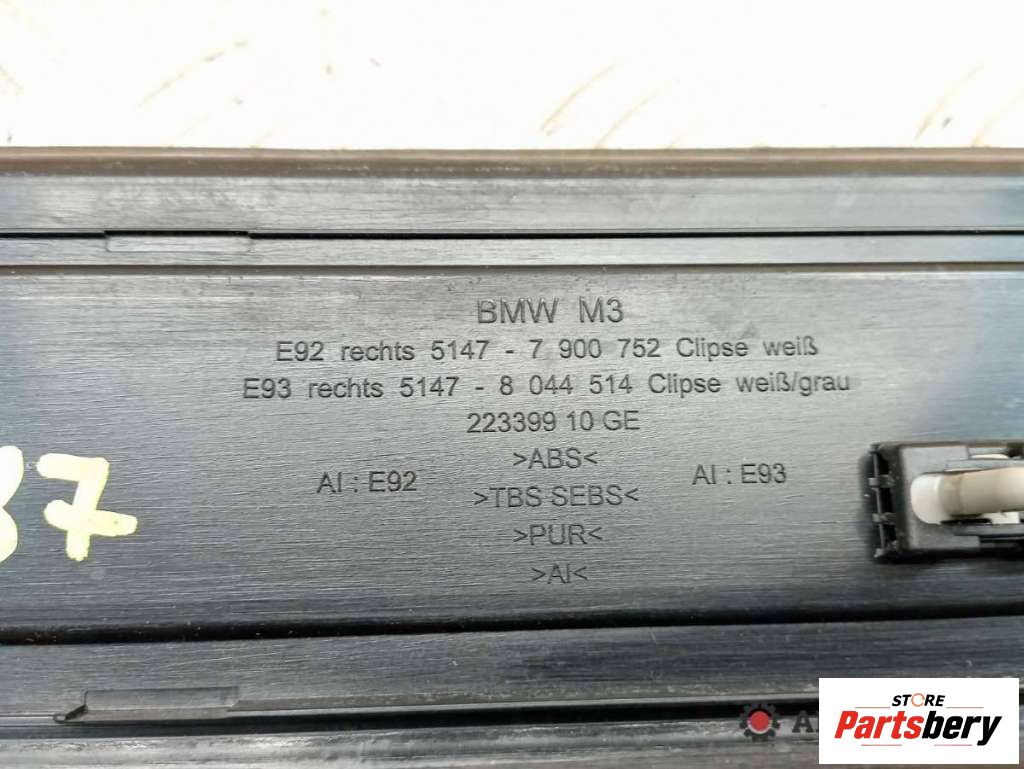 BMW M3
E92 rechts 5147 - 7 900 752 Clipse weiß
E93 rechts 5147 - 8 044 514 Clipse weiß/grau
223399 10 GE
>ABS<
AI : E92
>TBS SEBS<
AI : E93
>PUR<
>AI<
37
STORE
Partsbery